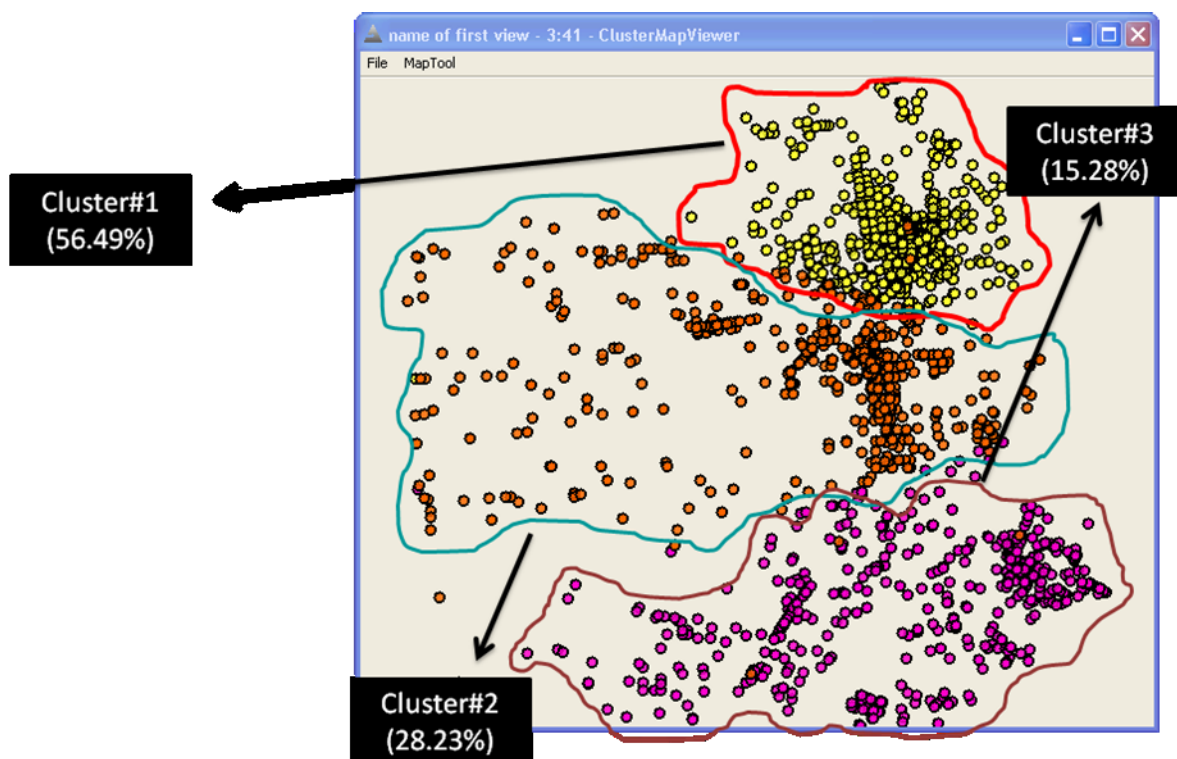 name of first view - 3:41 - ClusterMapViewer
File MapTool
Cluster#3
(15.28%)
Cluster#1
(56.49%)
Cluster#2
(28.23%)